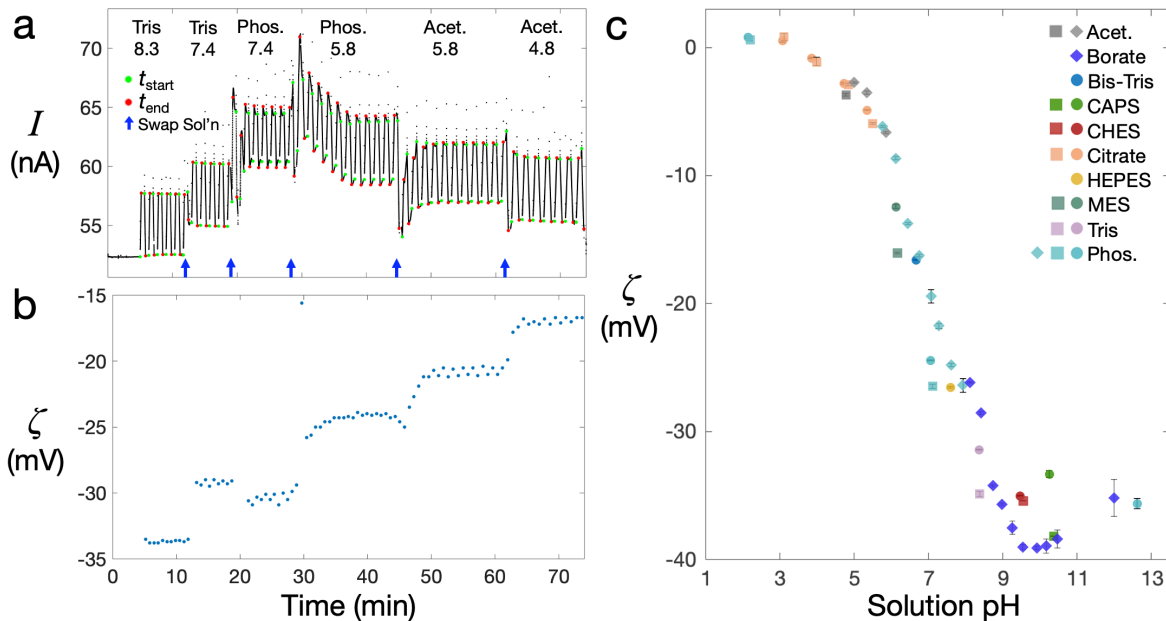 a
Tris Tris Phos. Phos. Acet. Acet.
8.3 7.4 7.4 5.8 5.8 4.8
70
65
60
55
I
(nA)
t start
t end
Swap Sol'n
b
-15
-20
-25
-30
-35
ζ
(mV)
0 10 20 30 40 50 60 70
Time (min)
c
0
-10
-20
-30
-40
ζ
(mV)
1 3 5 7 9 11 13
Solution pH
Acet.
Borate
Bis-Tris
CAPS
CHES
Citrate
HEPES
MES
Tris
Phos.